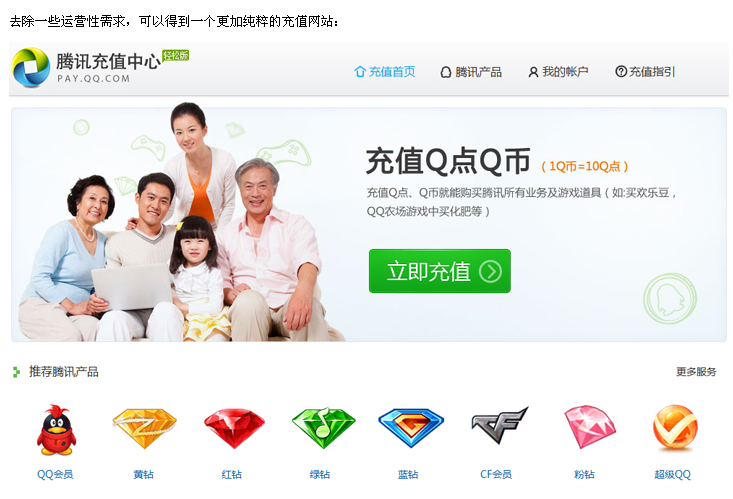 去除一些运营性需求，可以得到一个更加纯粹的充值网站：
腾讯充值中心 轻松版
PAY.QQ.COM
充值首页 腾讯产品 我的帐户 充值指引
充值Q点Q币 （1Q币=10Q点）
充值Q点、Q币就能购买腾讯所有业务及游戏道具（如:买欢乐豆，
QQ农场游戏中买化肥等）
立即充值
推荐腾讯产品 更多服务
QQ会员 黄钻 红钻 绿钻 蓝钻 CF会员 粉钻 超级QQ